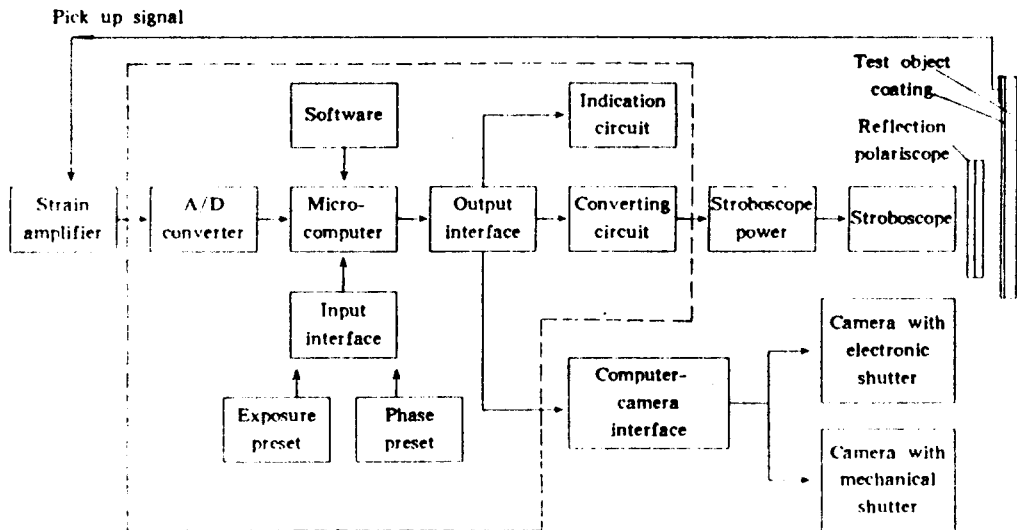 Pick up signal
Test object
coating
Reflection
polariscope
Software
Indication
circuit
Strain
amplifier
A/D
converter
Micro-
computer
Output
interface
Converting
circuit
Stroboscope
power
Stroboscope
Input
interface
Exposure
preset
Phase
preset
Computer-
camera
interface
Camera with
electronic
shutter
Camera with
mechanical
shutter